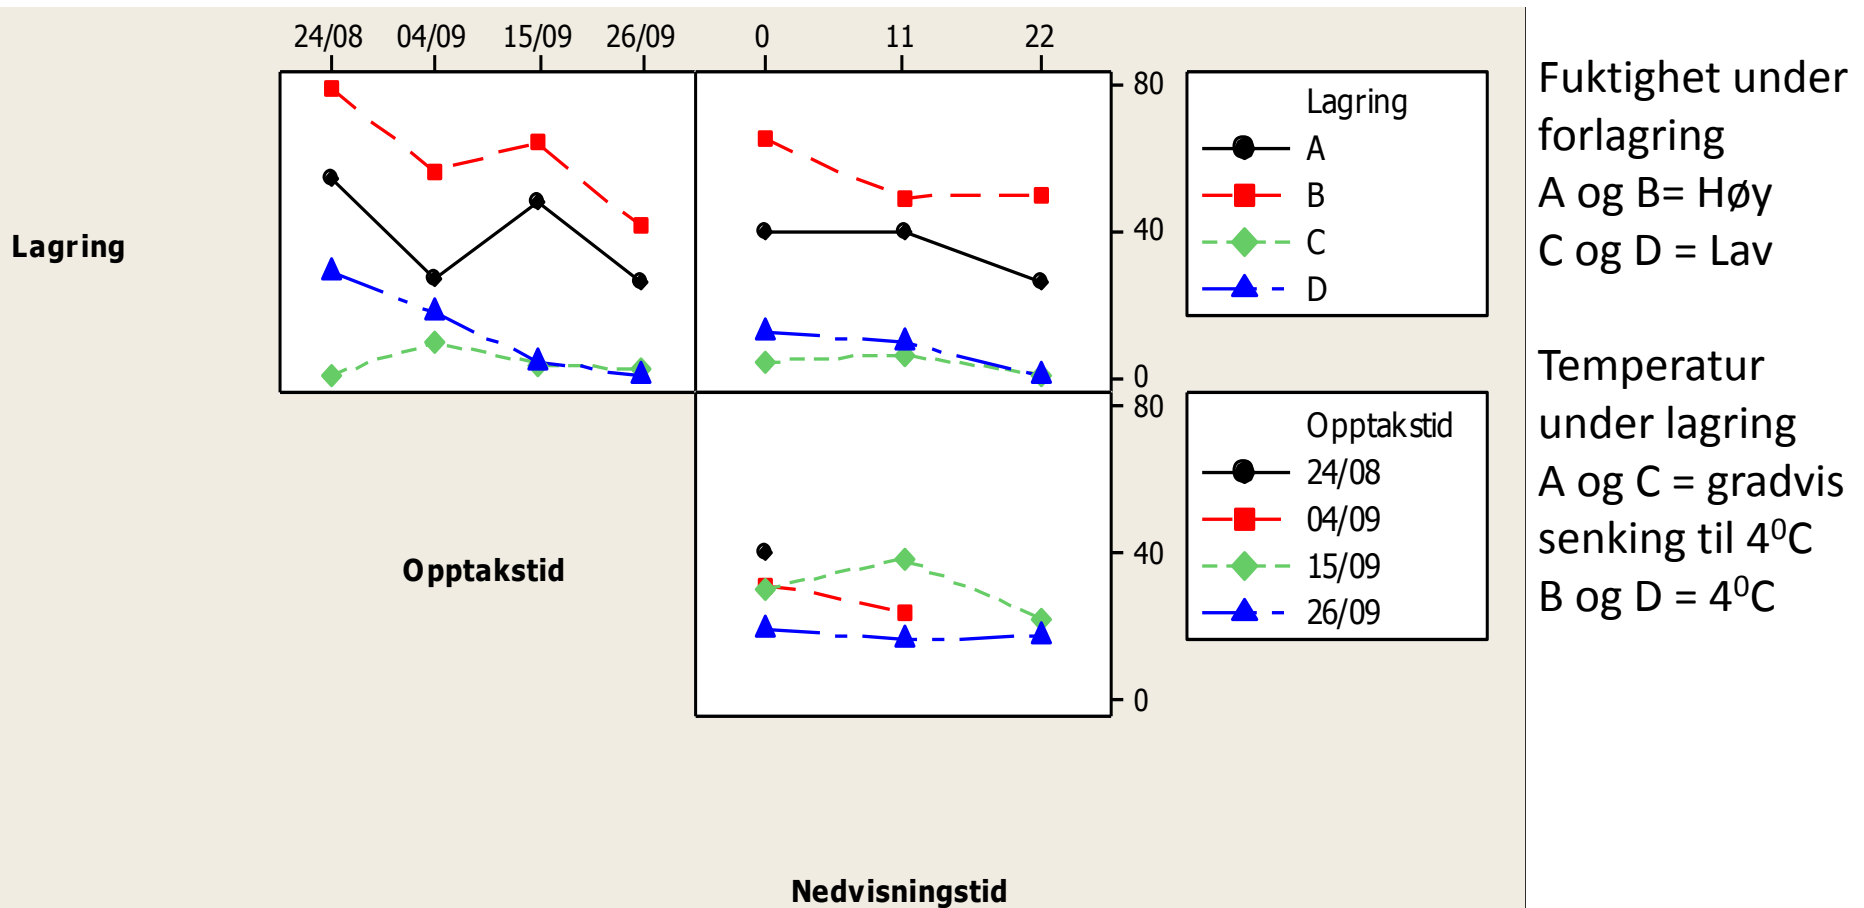 24/08 04/09 15/09 26/09 0 11 22
80
40
0
Lagring
Lagring
A
B
C
D
80
40
0
Opptakstid
Opptakstid
24/08
04/09
15/09
26/09
Nedvisningstid
Fuktighet under
forlagring
A og B= Høy
C og D = Lav
Temperatur
under lagring
A og C = gradvis
senking til 4⁰C
B og D = 4⁰C